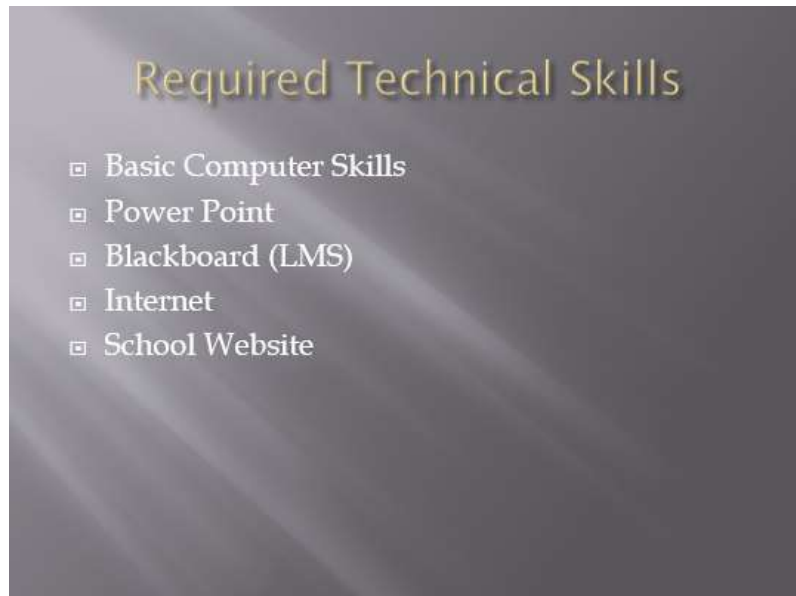 Required Technical Skills
Basic Computer Skills
Power Point
Blackboard (LMS)
Internet
School Website